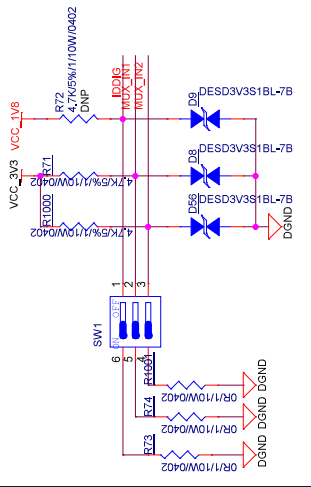 VCC_1V8
R72
4.7K/5%/1/10W/0402
DNP
IDDIG
MUX_IN1
MUX_IN2
D9
DESD3V3S1BL-7B
VCC_3V3
R71
4.7K/5%/1/10W/0402
D8
DESD3V3S1BL-7B
R1000
4.7K/5%/1/10W/0402
D56
DESD3V3S1BL-7B
DGND
SW1
1
2
3
OFF
ON
6
5
4
R1001
0R/1/10W/0402
DGND
R74
0R/1/10W/0402
DGND
R73
0R/1/10W/0402
DGND